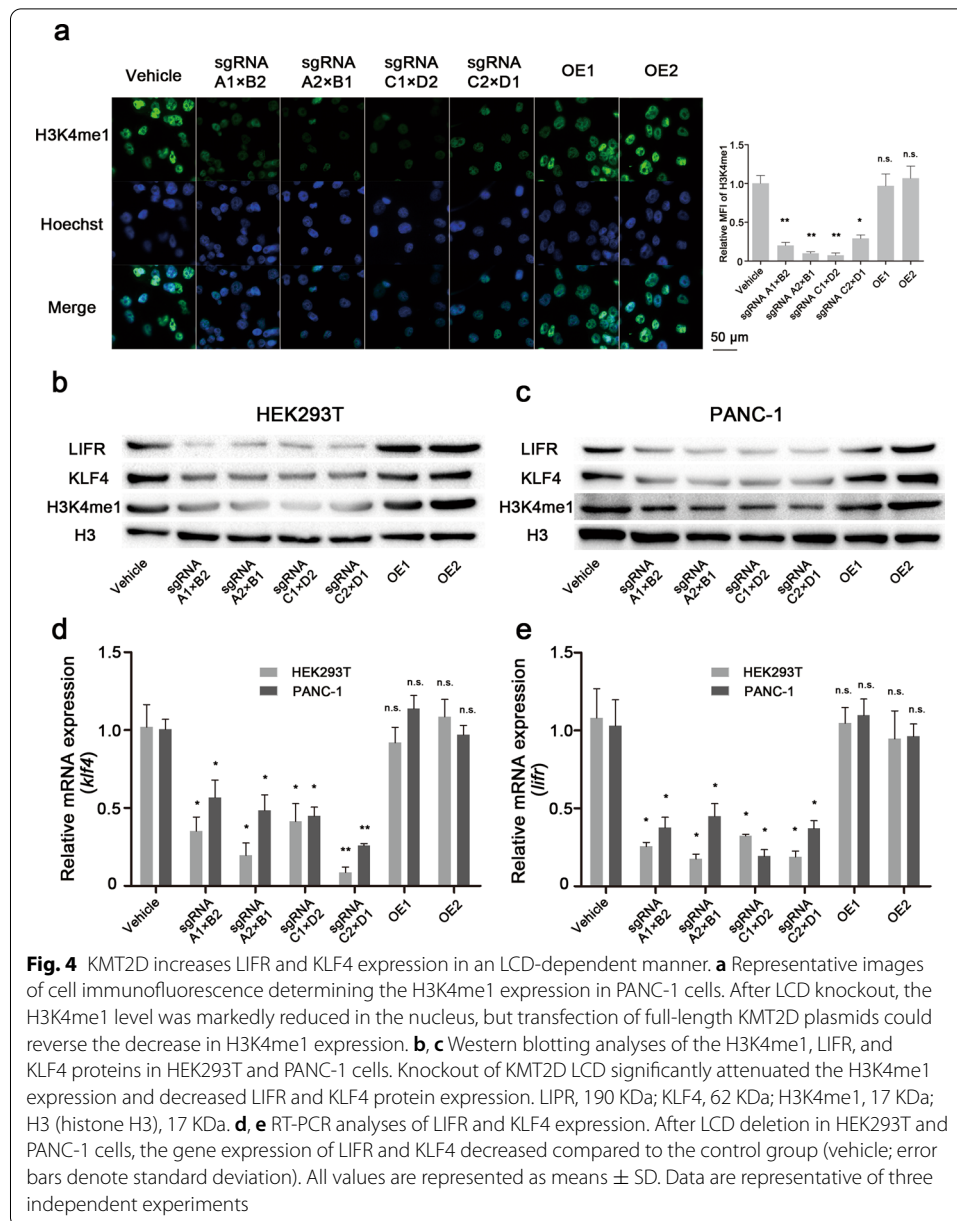 a
Vehicle
sgRNA
A1×B2
sgRNA
A2×B1
sgRNA
C1×D2
sgRNA
C2×D1
OE1
OE2
H3K4me1
Hoechst
Merge
50 μm
Relative MFI of H3K4me1
1.5
1.0
0.5
0
**
**
**
*
n.s.
n.s.
Vehicle
sgRNA A1×B2
sgRNA A2×B1
sgRNA C1×D2
sgRNA C2×D1
OE1
OE2
b
HEK293T
LIFR
KLF4
H3K4me1
H3
Vehicle
sgRNA
A1×B2
sgRNA
A2×B1
sgRNA
C1×D2
sgRNA
C2×D1
OE1
OE2
c
PANC-1
LIFR
KLF4
H3K4me1
H3
Vehicle
sgRNA
A1×B2
sgRNA
A2×B1
sgRNA
C1×D2
sgRNA
C2×D1
OE1
OE2
d
Relative mRNA expression
(klf4)
1.5
1.0
0.5
0
HEK293T
PANC-1
*
*
*
*
*
*
**
**
n.s.
n.s.
n.s.
n.s.
Vehicle
sgRNA
A1×B2
sgRNA
A2×B1
sgRNA
C1×D2
sgRNA
C2×D1
OE1
OE2
e
Relative mRNA expression
(lifr)
1.5
1.0
0.5
0
HEK293T
PANC-1
*
*
*
*
*
*
*
*
n.s.
n.s.
n.s.
n.s.
Vehicle
sgRNA
A1×B2
sgRNA
A2×B1
sgRNA
C1×D2
sgRNA
C2×D1
OE1
OE2
Fig. 4 KMT2D increases LIFR and KLF4 expression in an LCD-dependent manner. a Representative images
of cell immunofluorescence determining the H3K4me1 expression in PANC-1 cells. After LCD knockout, the
H3K4me1 level was markedly reduced in the nucleus, but transfection of full-length KMT2D plasmids could
reverse the decrease in H3K4me1 expression. b, c Western blotting analyses of the H3K4me1, LIFR, and
KLF4 proteins in HEK293T and PANC-1 cells. Knockout of KMT2D LCD significantly attenuated the H3K4me1
expression and decreased LIFR and KLF4 protein expression. LIPR, 190 KDa; KLF4, 62 KDa; H3K4me1, 17 KDa;
H3 (histone H3), 17 KDa. d, e RT-PCR analyses of LIFR and KLF4 expression. After LCD deletion in HEK293T and
PANC-1 cells, the gene expression of LIFR and KLF4 decreased compared to the control group (vehicle; error
bars denote standard deviation). All values are represented as means ± SD. Data are representative of three
independent experiments